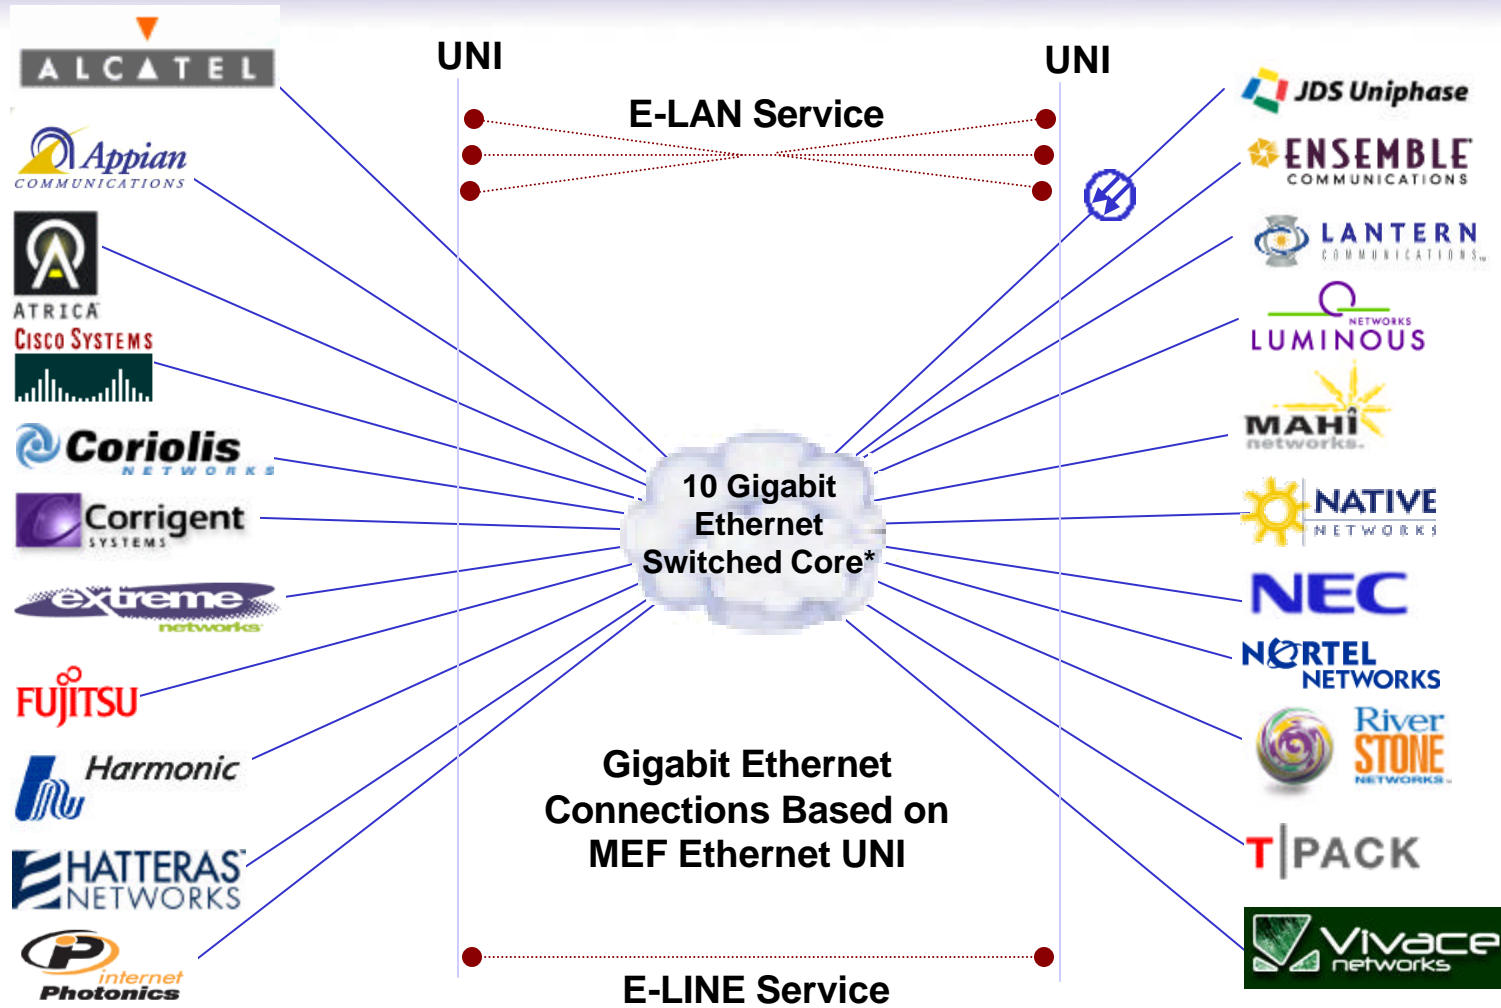 ALCATEL
UNI
UNI
E-LAN Service
JDS Uniphase
Appian
COMMUNICATIONS
ENSEMBLE
COMMUNICATIONS
ATRICA
LANTERN
COMMUNICATIONS
CISCO SYSTEMS
NETWORKS
LUMINOUS
Coriolis
NETWORKS
MAHI
networks
10 Gigabit
Ethernet
Switched Core*
Corrigent
SYSTEMS
NATIVE
NETWORKS
extreme
networks
NEC
FUJITSU
NORTEL
NETWORKS
Harmonic
River
STONE
NETWORKS
Gigabit Ethernet
Connections Based on
MEF Ethernet UNI
HATTERAS
NETWORKS
T|PACK
iP
internet
Photonics
Vivace
networks
E-LINE Service